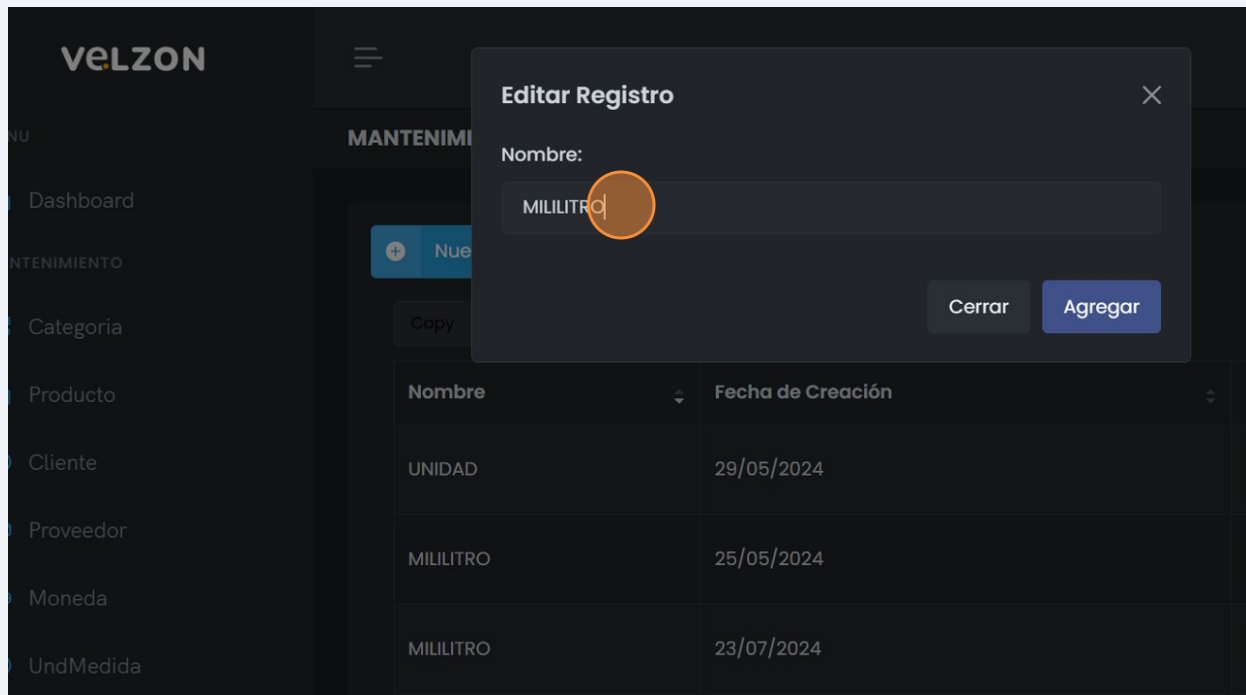 VELZON
NU
Dashboard
NTENIMIENTO
Categoria
Producto
Cliente
Proveedor
Moneda
UndMedida
MANTENIMI
Editar Registro
Nombre:
MILILITRO
Cerrar Agregar
Nue
Copy
Nombre Fecha de Creación
UNIDAD 29/05/2024
MILILITRO 25/05/2024
MILILITRO 23/07/2024